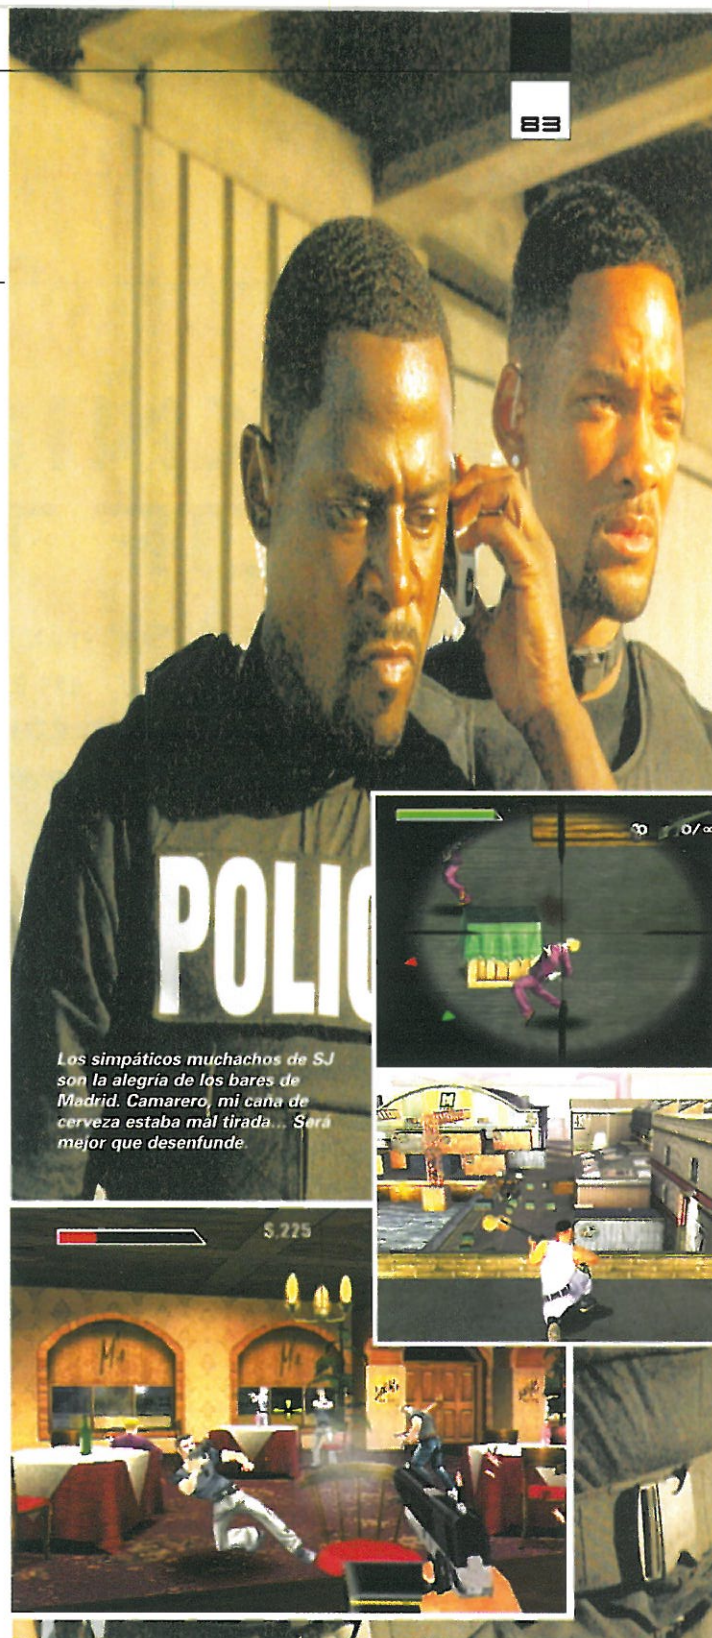 83
POLIC
0/∞
Los simpáticos muchachos de SJ
son la alegría de los bares de
Madrid. Camarero, mi caña de
cerveza estaba mal tirada... Será
mejor que desenfunde
M
$,225